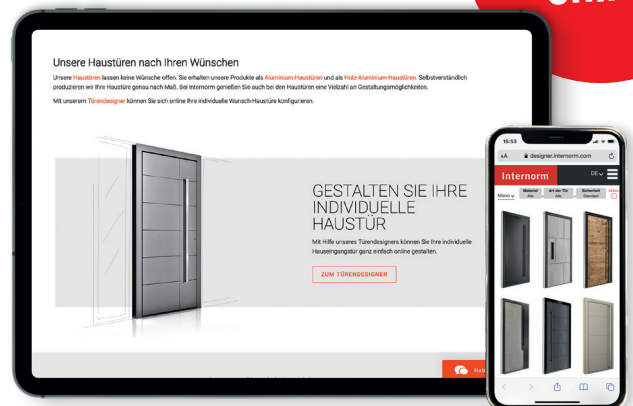 Unsere Haustüren nach Ihren Wünschen
Unsere Haustüren lassen keine Wünsche offen. Sie erhalten unsere Produkte als Aluminium-Haustüren und als Holz-Aluminium-Haustüren. Selbstverständlich
produzieren wir Ihre Haustüre genau nach Maß. Bei Internorm genießen Sie auch bei den Haustüren eine Vielzahl an Gestaltungsmöglichkeiten.
Mit unserem Türendesigner können Sie sich online Ihre individuelle Wunsch-Haustüre konfigurieren.
GESTALTEN SIE IHRE
INDIVIDUELLE
HAUSTÜR
Mit Hilfe unseres Türendesigners können Sie Ihre individuelle
Hauseingangstür ganz einfach online gestalten.
ZUM TÜRENDESIGNER
15:53
AA designer.internorm.com
Internorm DE
Menü Material Art der Tür Sicherheit
Alle Alle Standard